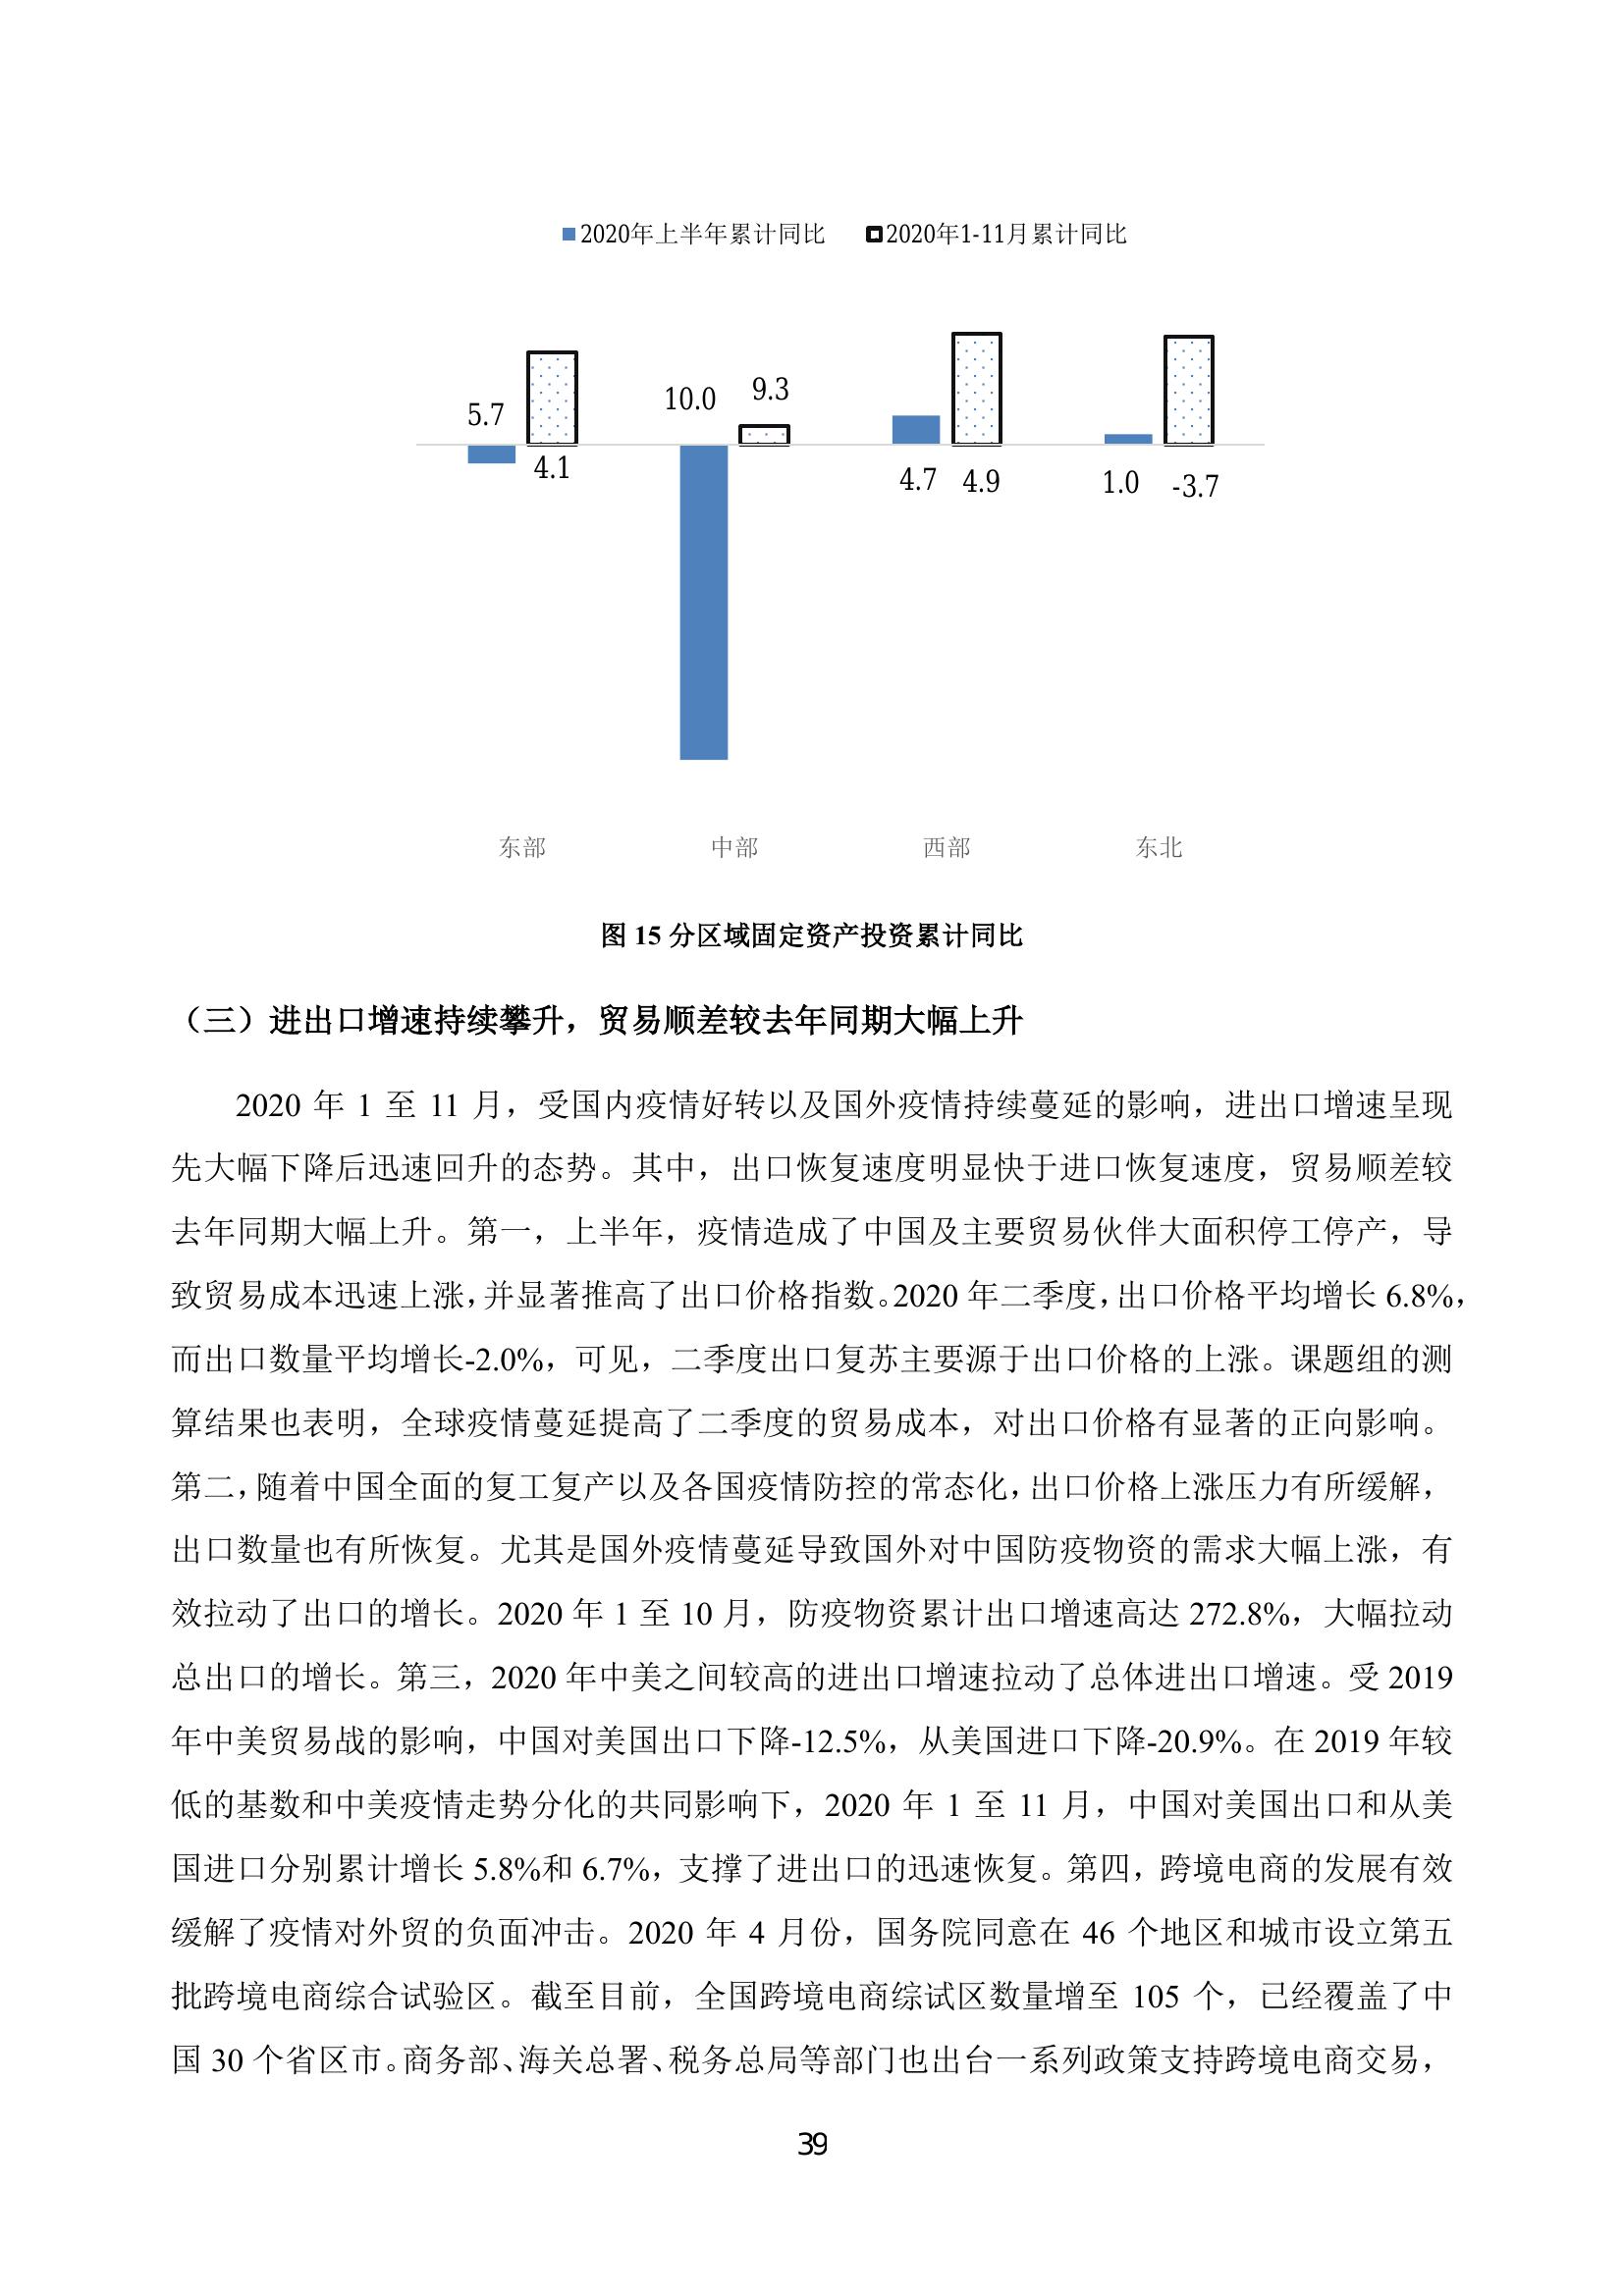 2020年上半年累计同比 2020年1-11月累计同比
5.7 4.1 10.0 9.3 4.7 4.9 1.0 -3.7
东部 中部 西部 东北
图 15 分区域固定资产投资累计同比
（三）进出口增速持续攀升，贸易顺差较去年同期大幅上升
2020 年 1 至 11 月，受国内疫情好转以及国外疫情持续蔓延的影响，进出口增速呈现
先大幅下降后迅速回升的态势。其中，出口恢复速度明显快于进口恢复速度，贸易顺差较
去年同期大幅上升。第一，上半年，疫情造成了中国及主要贸易伙伴大面积停工停产，导
致贸易成本迅速上涨，并显著推高了出口价格指数。2020 年二季度，出口价格平均增长 6.8%，
而出口数量平均增长-2.0%，可见，二季度出口复苏主要源于出口价格的上涨。课题组的测
算结果也表明，全球疫情蔓延提高了二季度的贸易成本，对出口价格有显著的正向影响。
第二，随着中国全面的复工复产以及各国疫情防控的常态化，出口价格上涨压力有所缓解，
出口数量也有所恢复。尤其是国外疫情蔓延导致国外对中国防疫物资的需求大幅上涨，有
效拉动了出口的增长。2020 年 1 至 10 月，防疫物资累计出口增速高达 272.8%，大幅拉动
总出口的增长。第三，2020 年中美之间较高的进出口增速拉动了总体进出口增速。受 2019
年中美贸易战的影响，中国对美国出口下降-12.5%，从美国进口下降-20.9%。在 2019 年较
低的基数和中美疫情走势分化的共同影响下，2020 年 1 至 11 月，中国对美国出口和从美
国进口分别累计增长 5.8%和 6.7%，支撑了进出口的迅速恢复。第四，跨境电商的发展有效
缓解了疫情对外贸的负面冲击。2020 年 4 月份，国务院同意在 46 个地区和城市设立第五
批跨境电商综合试验区。截至目前，全国跨境电商综试区数量增至 105 个，已经覆盖了中
国 30 个省区市。商务部、海关总署、税务总局等部门也出台一系列政策支持跨境电商交易，
39